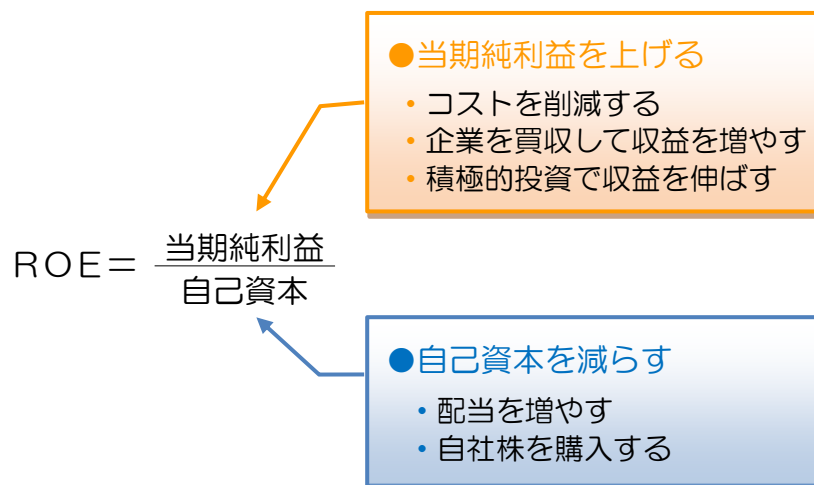 ●当期純利益を上げる
・コストを削減する
・企業を買収して収益を増やす
・積極的投資で収益を伸ばす
ROE＝ 当期純利益
自己資本
●自己資本を減らす
・配当を増やす
・自社株を購入する